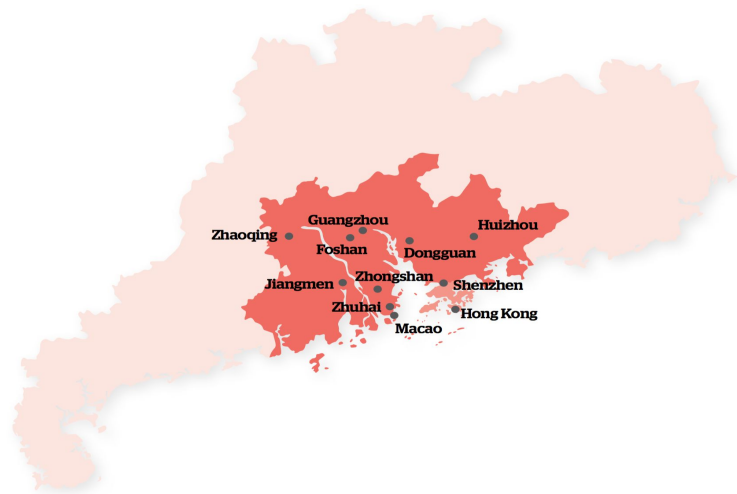 Guangzhou
Huizhou
Zhaoqing
Foshan
Dongguan
Zhongshan
Jiangmen
Shenzhen
Zhuhai
Hong Kong
Macao